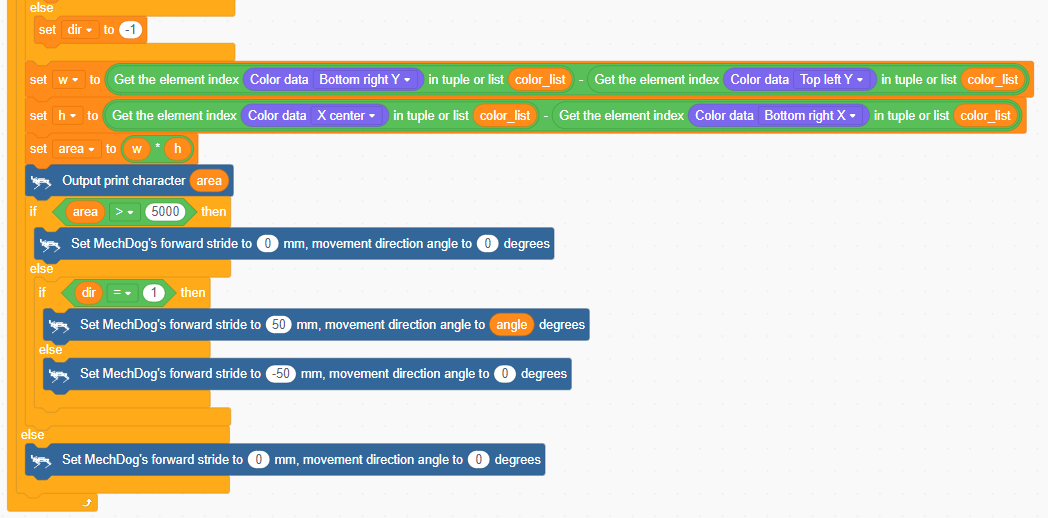 else
set dir to -1
set w to Get the element index Color data Bottom right Y in tuple or list color_list - Get the element index Color data Top left Y in tuple or list color_list
set h to Get the element index Color data X center in tuple or list color_list - Get the element index Color data Bottom right X in tuple or list color_list
set area to w * h
Output print character area
if area > 5000 then
Set MechDog's forward stride to 0 mm, movement direction angle to 0 degrees
else
if dir = 1 then
Set MechDog's forward stride to 50 mm, movement direction angle to angle degrees
else
Set MechDog's forward stride to -50 mm, movement direction angle to 0 degrees
else
Set MechDog's forward stride to 0 mm, movement direction angle to 0 degrees